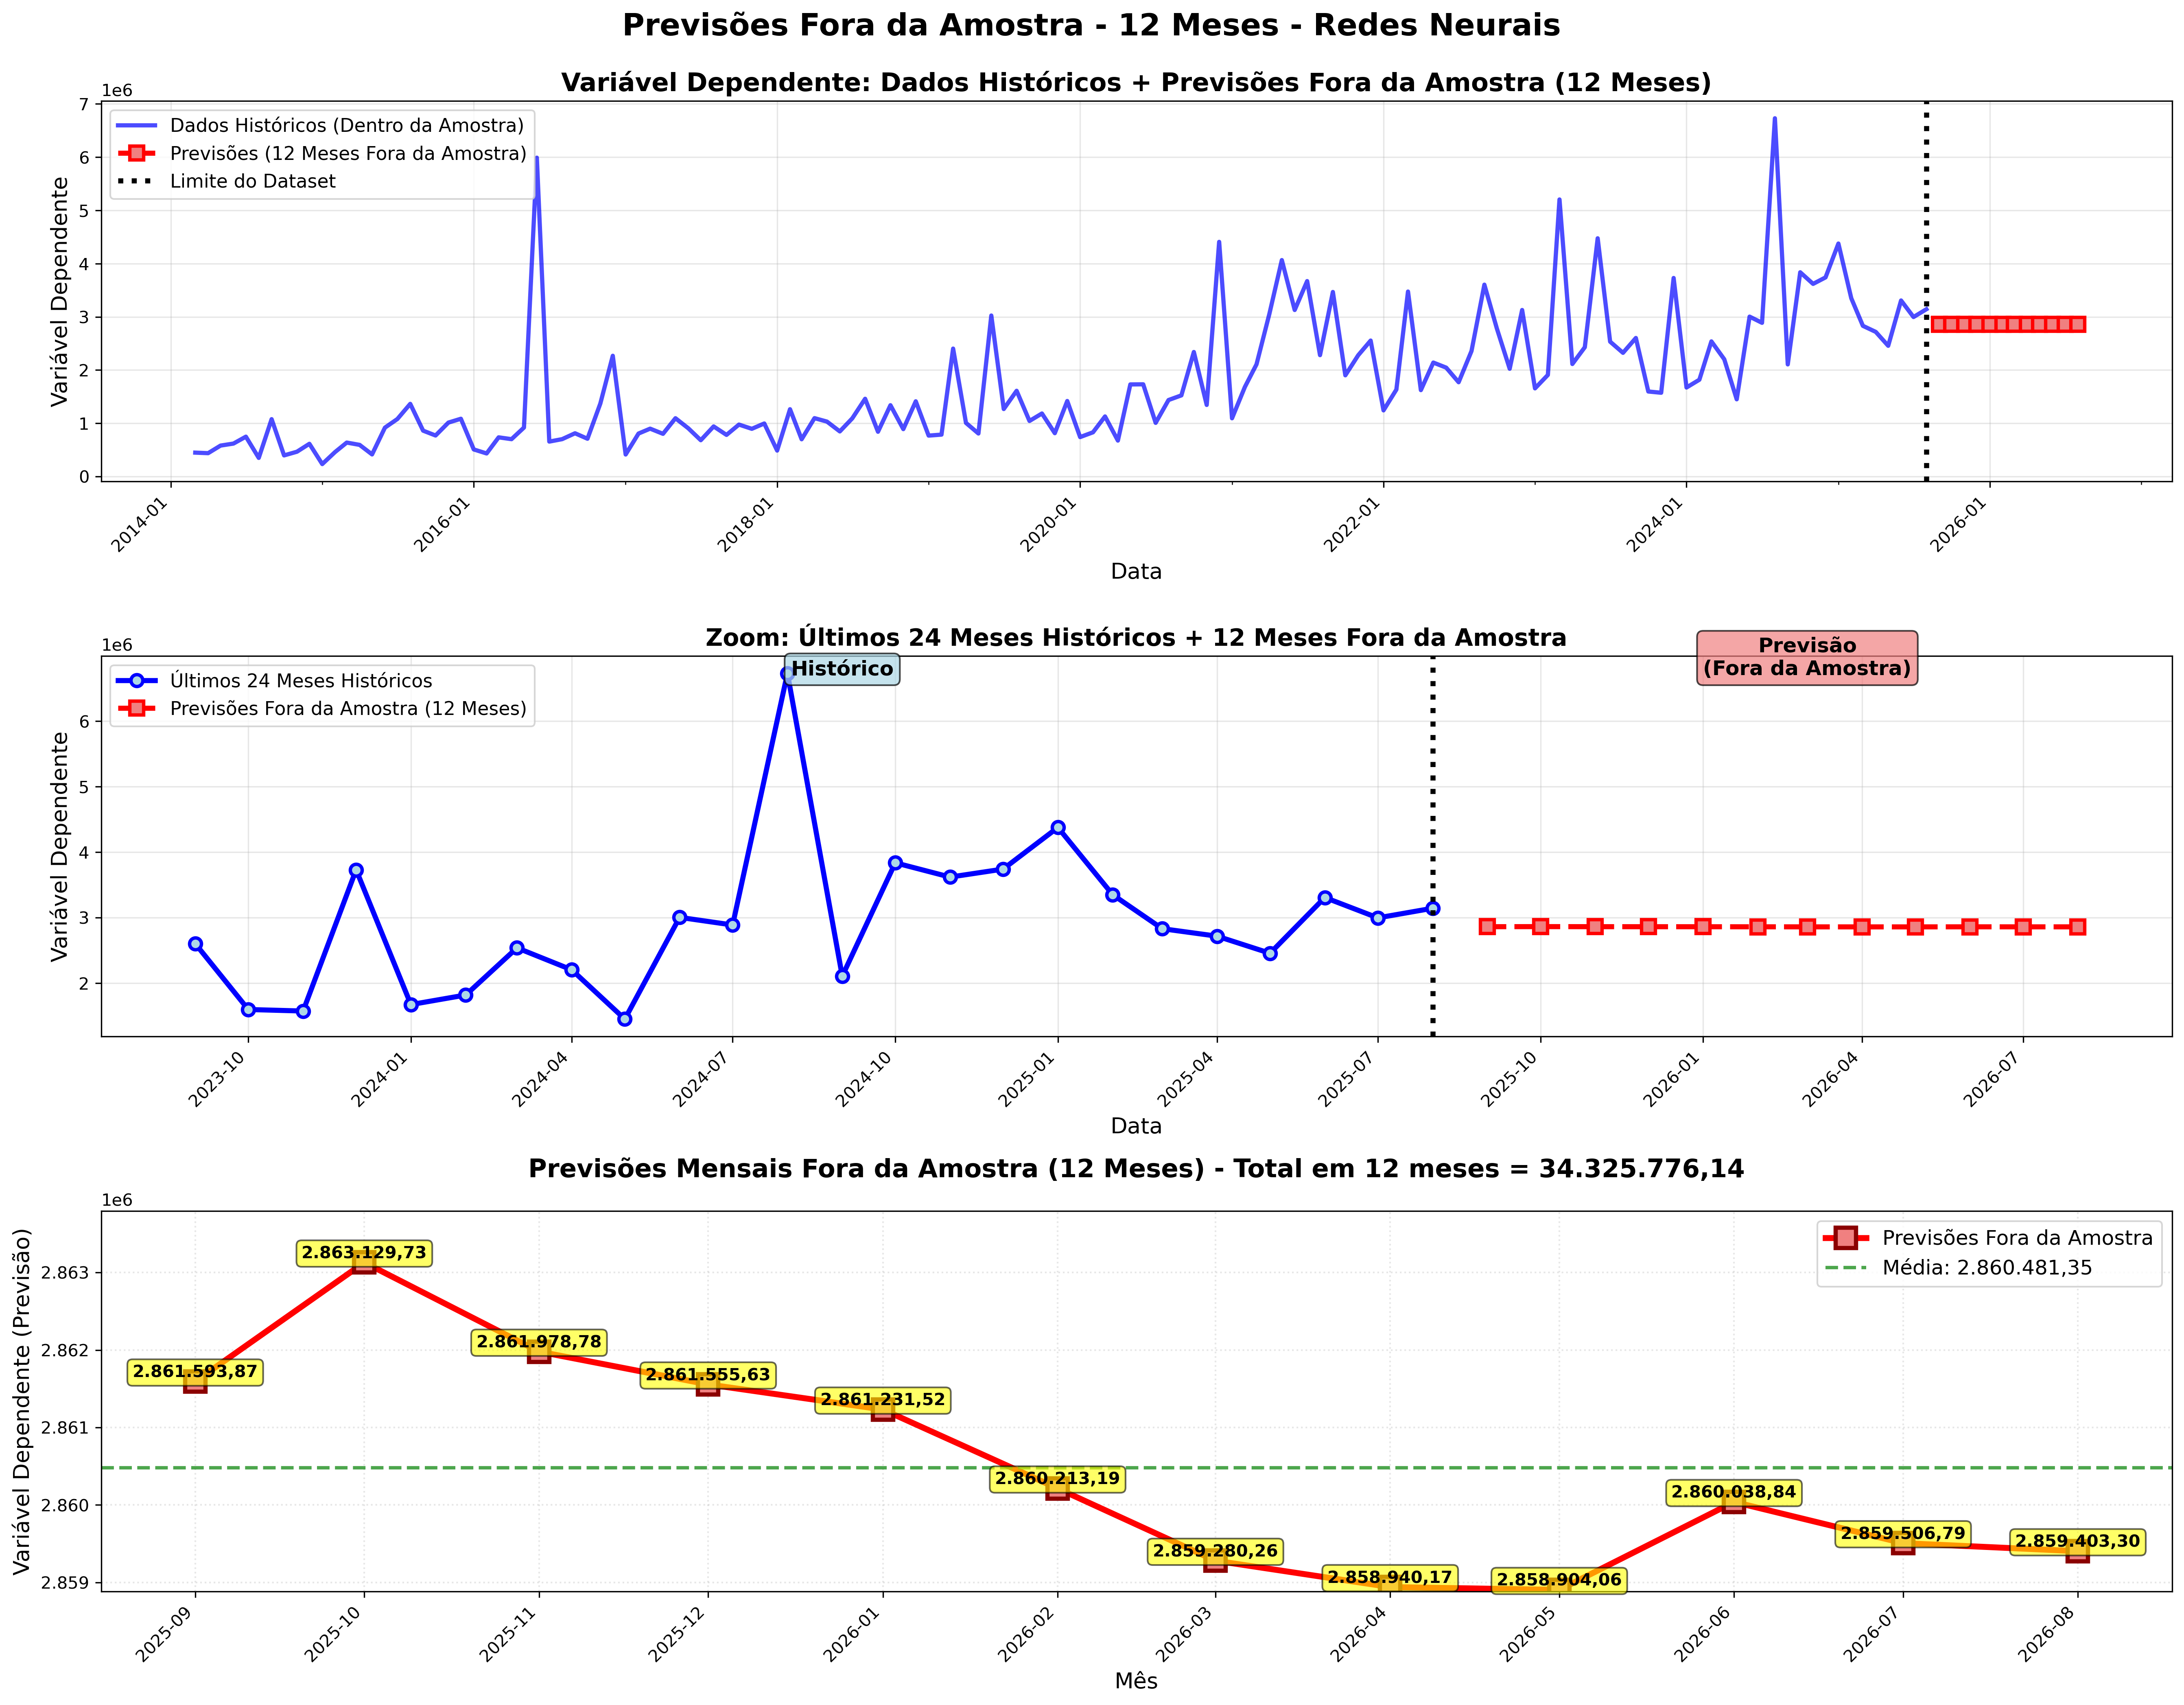 Previsões Fora da Amostra - 12 Meses - Redes Neurais
Variável Dependente: Dados Históricos + Previsões Fora da Amostra (12 Meses)
1e6
Dados Históricos (Dentro da Amostra)
Previsões (12 Meses Fora da Amostra)
Limite do Dataset
Variável Dependente
7
6
5
4
3
2
1
0
2014-01
2016-01
2018-01
2020-01
2022-01
2024-01
2026-01
Data
Zoom: Últimos 24 Meses Históricos + 12 Meses Fora da Amostra
1e6
Últimos 24 Meses Históricos
Previsões Fora da Amostra (12 Meses)
Histórico
Previsão
(Fora da Amostra)
Variável Dependente
6
5
4
3
2
2023-10
2024-01
2024-04
2024-07
2024-10
2025-01
2025-04
2025-07
2025-10
2026-01
2026-04
2026-07
Data
Previsões Mensais Fora da Amostra (12 Meses) - Total em 12 meses = 34.325.776,14
1e6
Previsões Fora da Amostra
Média: 2.860.481,35
Variável Dependente (Previsão)
2.863
2.862
2.861
2.860
2.859
2.861.593,87
2.863.129,73
2.861.978,78
2.861.555,63
2.861.231,52
2.860.213,19
2.859.280,26
2.858.940,17
2.858.904,06
2.860.038,84
2.859.506,79
2.859.403,30
2025-09
2025-10
2025-11
2025-12
2026-01
2026-02
2026-03
2026-04
2026-05
2026-06
2026-07
2026-08
Mês